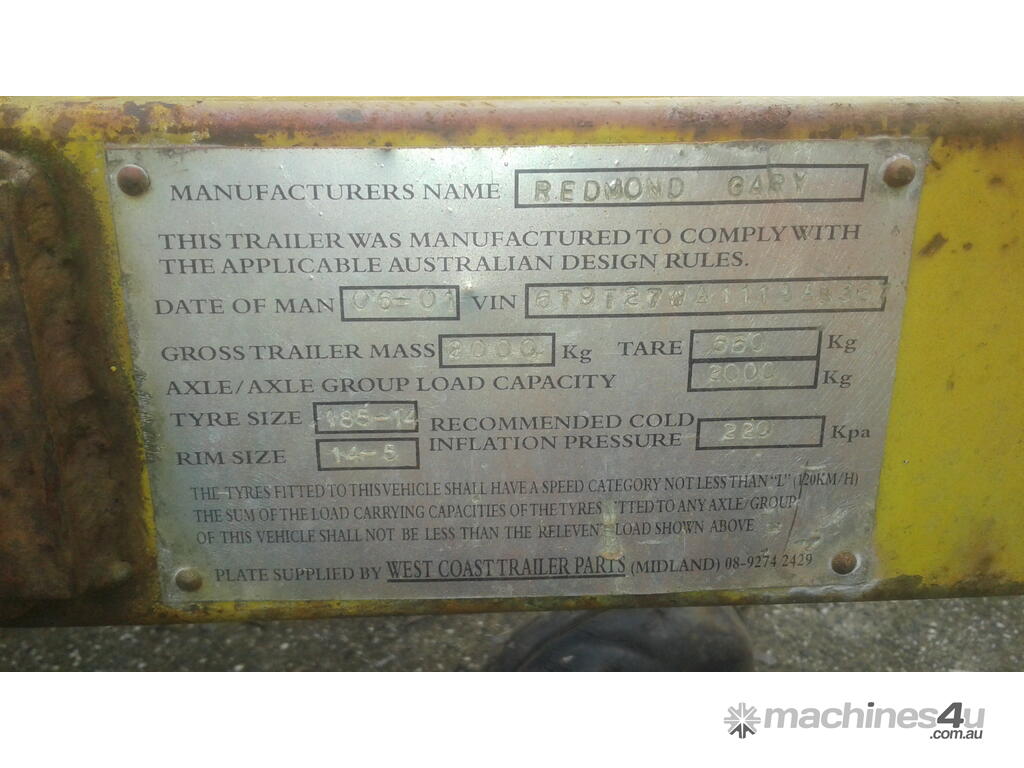 MANUFACTURERS NAME REDMOND GARY
THIS TRAILER WAS MANUFACTURED TO COMPLY WITH
THE APPLICABLE AUSTRALIAN DESIGN RULES.
DATE OF MAN 06-01 VIN
GROSS TRAILER MASS 2000 Kg TARE 660 Kg
AXLE/AXLE GROUP LOAD CAPACITY 2000 Kg
TYRE SIZE 185-14 RECOMMENDED COLD
INFLATION PRESSURE 220 Kpa
RIM SIZE 14-5
THE TYRES FITTED TO THIS VEHICLE SHALL HAVE A SPEED CATEGORY NOT LESS THAN "L" (120KM/H)
THE SUM OF THE LOAD CARRYING CAPACITIES OF THE TYRES ITTED TO ANY AXLE/GROUP
OF THIS VEHICLE SHALL NOT BE LESS THAN THE RELEVENT LOAD SHOWN ABOVE
PLATE SUPPLIED BY WEST COAST TRAILER PARTS (MIDLAND) 08-9274 2429
machines4u
.com.au